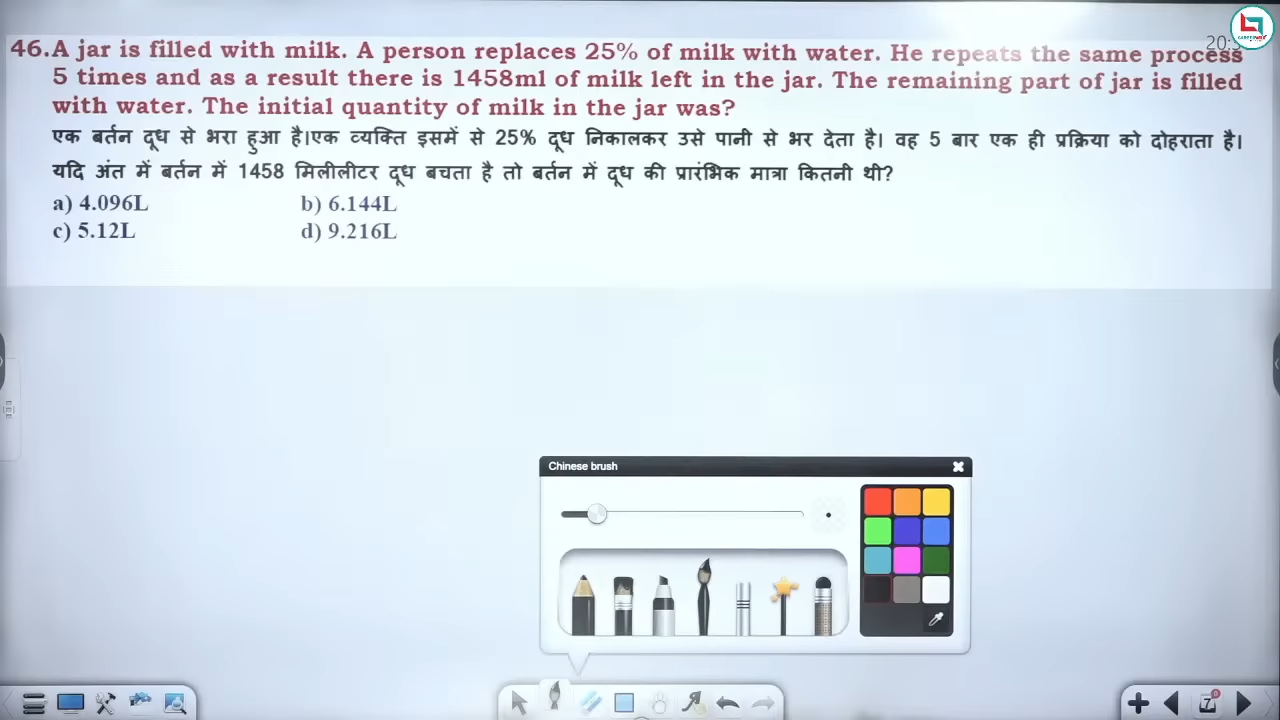 46.A jar is filled with milk. A person replaces 25% of milk with water. He repeats the same process
5 times and as a result there is 1458ml of milk left in the jar. The remaining part of jar is filled
with water. The initial quantity of milk in the jar was?
एक बर्तन दूध से भरा हुआ है।एक व्यक्ति इसमें से 25% दूध निकालकर उसे पानी से भर देता है। वह 5 बार एक ही प्रक्रिया को दोहराता है।
यदि अंत में बर्तन में 1458 मिलीलीटर दूध बचता है तो बर्तन में दूध की प्रारंभिक मात्रा कितनी थी?
a) 4.096L b) 6.144L
c) 5.12L d) 9.216L
Chinese brush
7